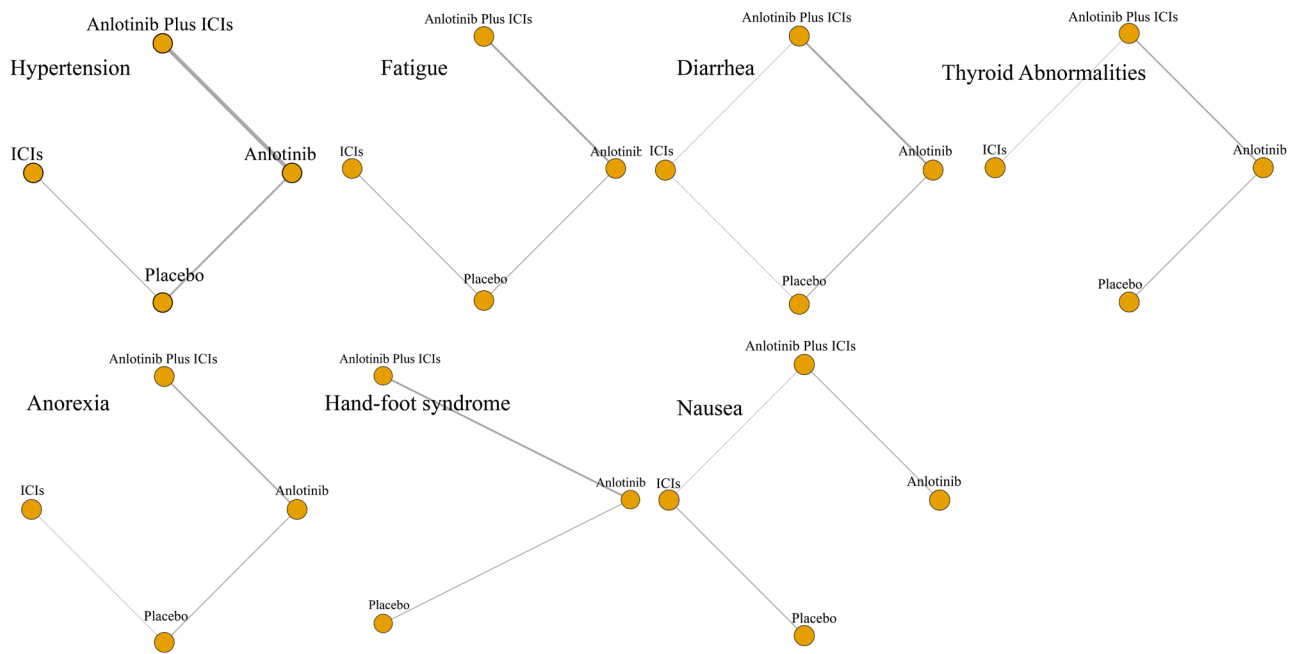 Anlotinib Plus ICIs
Hypertension
ICIs
Anlotinib
Placebo
Anlotinib Plus ICIs
Fatigue
ICIs
Anlotinib
Placebo
Anlotinib Plus ICIs
Diarrhea
ICIs
Anlotinib
Placebo
Anlotinib Plus ICIs
Thyroid Abnormalities
ICIs
Anlotinib
Placebo
Anlotinib Plus ICIs
Anorexia
ICIs
Anlotinib
Placebo
Anlotinib Plus ICIs
Hand-foot syndrome
Anlotinib
Placebo
Anlotinib Plus ICIs
Nausea
ICIs
Anlotinib
Placebo